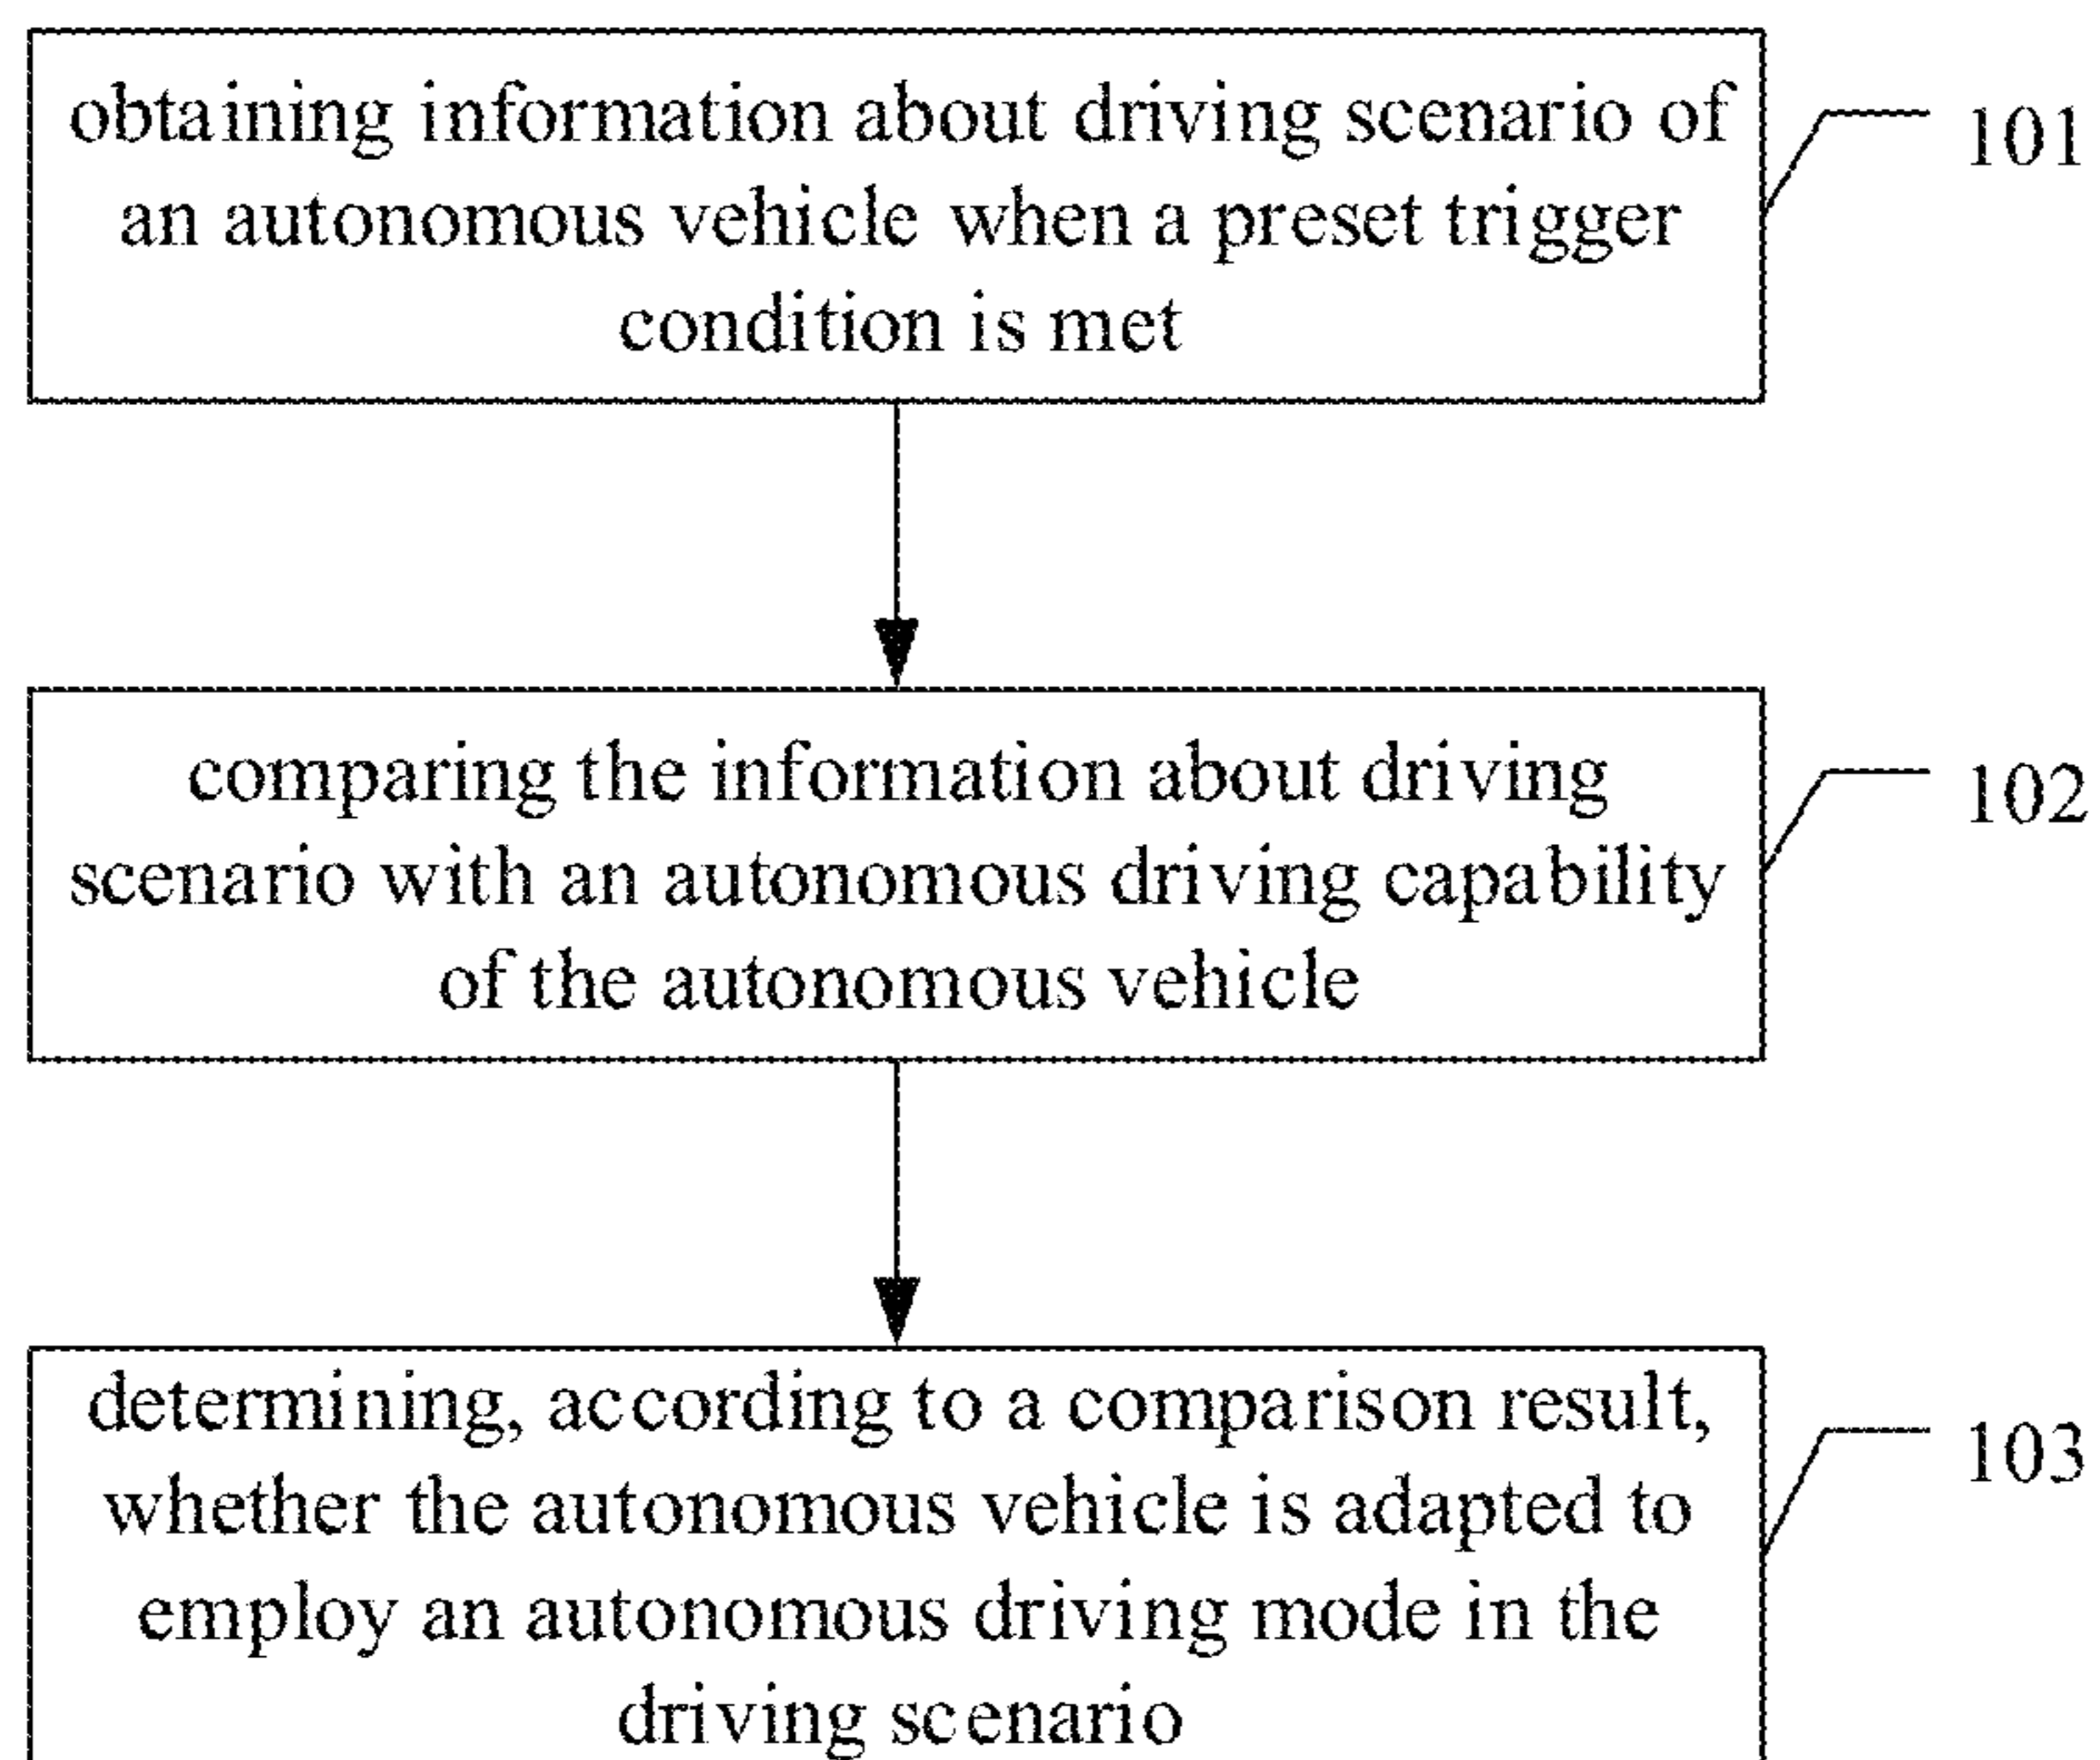 obtaining information about driving scenario of
an autonomous vehicle when a preset trigger
condition is met
101
comparing the information about driving
scenario with an autonomous driving capability
of the autonomous vehicle
102
determining, according to a comparison result,
whether the autonomous vehicle is adapted to
employ an autonomous driving mode in the
driving scenario
103